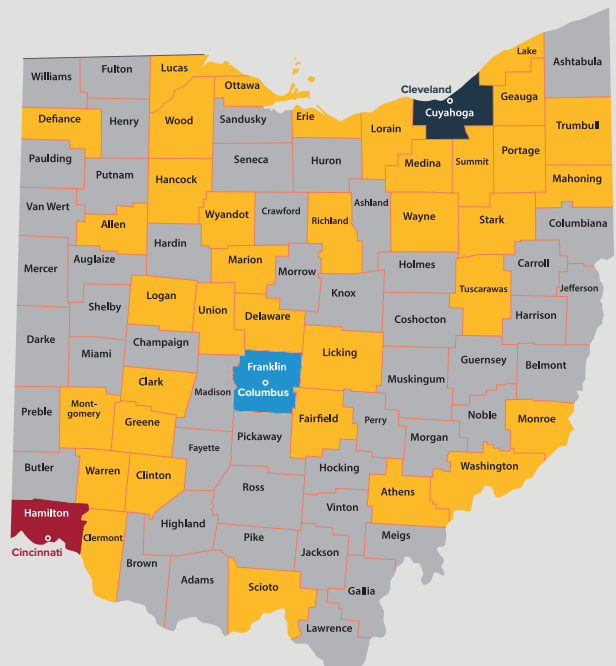 Williams
Fulton
Lucas
Ottawa
Lake
Ashtabula
Cleveland
Cuyahoga
Geauga
Defiance
Henry
Wood
Sandusky
Erie
Lorain
Trumbull
Paulding
Putnam
Hancock
Seneca
Huron
Medina
Summit
Portage
Mahoning
Van Wert
Allen
Wyandot
Crawford
Richland
Ashland
Wayne
Stark
Columbiana
Mercer
Auglaize
Hardin
Marion
Morrow
Holmes
Tuscarawas
Carroll
Jefferson
Shelby
Logan
Union
Delaware
Knox
Coshocton
Harrison
Darke
Miami
Champaign
Licking
Guernsey
Belmont
Clark
Madison
Franklin
Columbus
Muskingum
Preble
Mont-
gomery
Greene
Fairfield
Perry
Noble
Monroe
Fayette
Pickaway
Morgan
Butler
Warren
Clinton
Hocking
Washington
Ross
Athens
Hamilton
Cincinnati
Clermont
Highland
Vinton
Meigs
Brown
Pike
Jackson
Adams
Scioto
Gallia
Lawrence